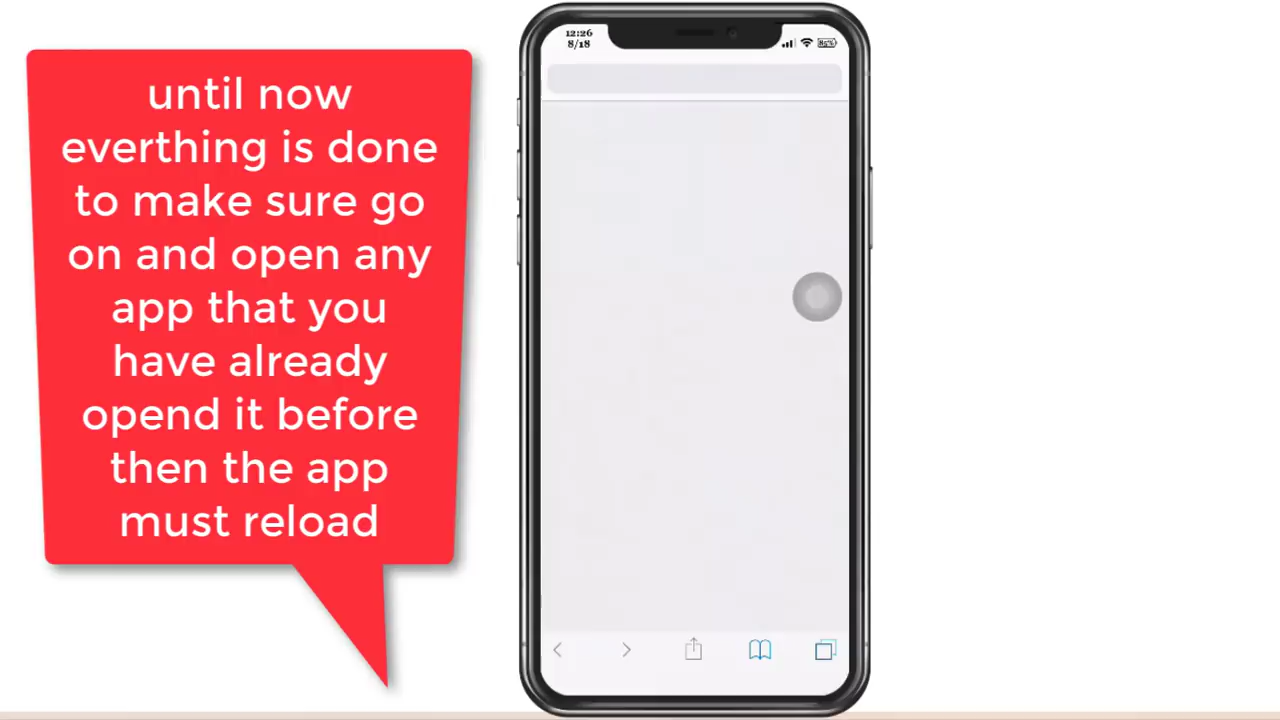 until now
everthing is done
to make sure go
on and open any
app that you
have already
opend it before
then the app
must reload
12:26
8/18
85%